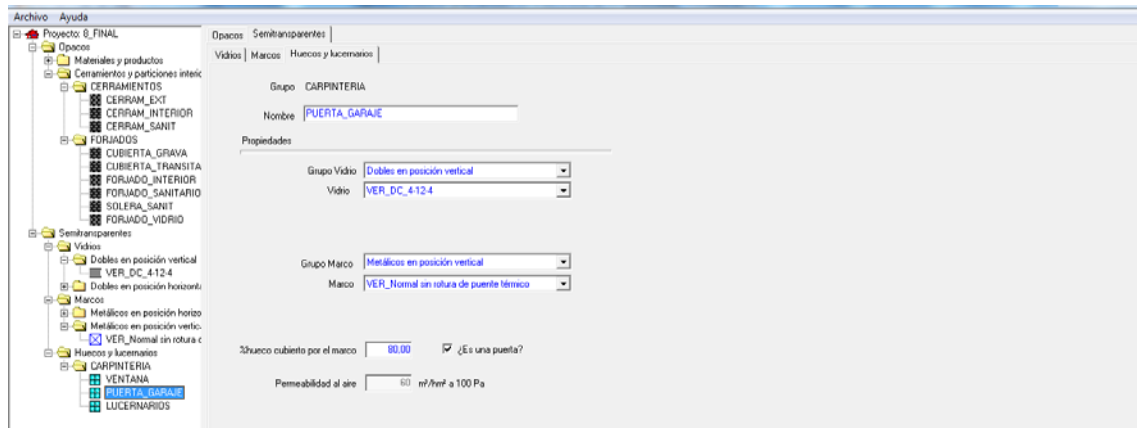 Archivo Ayuda
Proyecto: 8_FINAL
Opacos
Materiales y productos
Cerramientos y particiones interic
CERRAMIENTOS
CERRAM_EXT
CERRAM_INTERIOR
CERRAM_SANIT
FORJADOS
CUBIERTA_GRAVA
CUBIERTA_TRANSITA
FORJADO_INTERIOR
FORJADO_SANITARIO
SOLERA_SANIT
FORJADO_VIDRIO
Semitransparentes
Vidrios
Dobles en posición vertical
VER_DC_4-12-4
Dobles en posición horizonta
Marcos
Metálicos en posición horizo
Metálicos en posición vertic
VER_Normal sin rotura d
Huecos y lucernarios
CARPINTERIA
VENTANA
PUERTA_GARAJE
LUCERNARIOS
Opacos Semitransparentes
Vidrios Marcos Huecos y lucernarios
Grupo CARPINTERIA
Nombre PUERTA_GARAJE
Propiedades
Grupo Vidrio Dobles en posición vertical
Vidrio VER_DC_4-12-4
Grupo Marco Metálicos en posición vertical
Marco VER_Normal sin rotura de puente térmico
%hueco cubierto por el marco 80,00 ¿Es una puerta?
Permeabilidad al aire 60 m³/hm² a 100 Pa